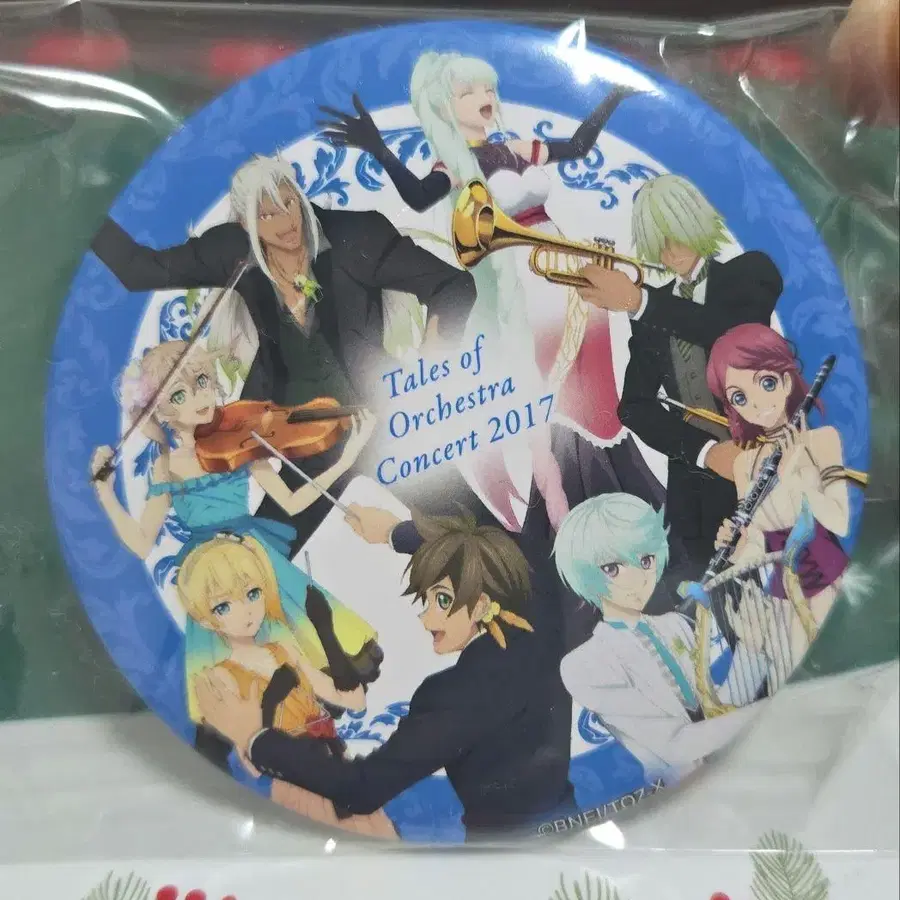 Tales of
Orchestra
Concert 2017
©BNEI/TOZ-X